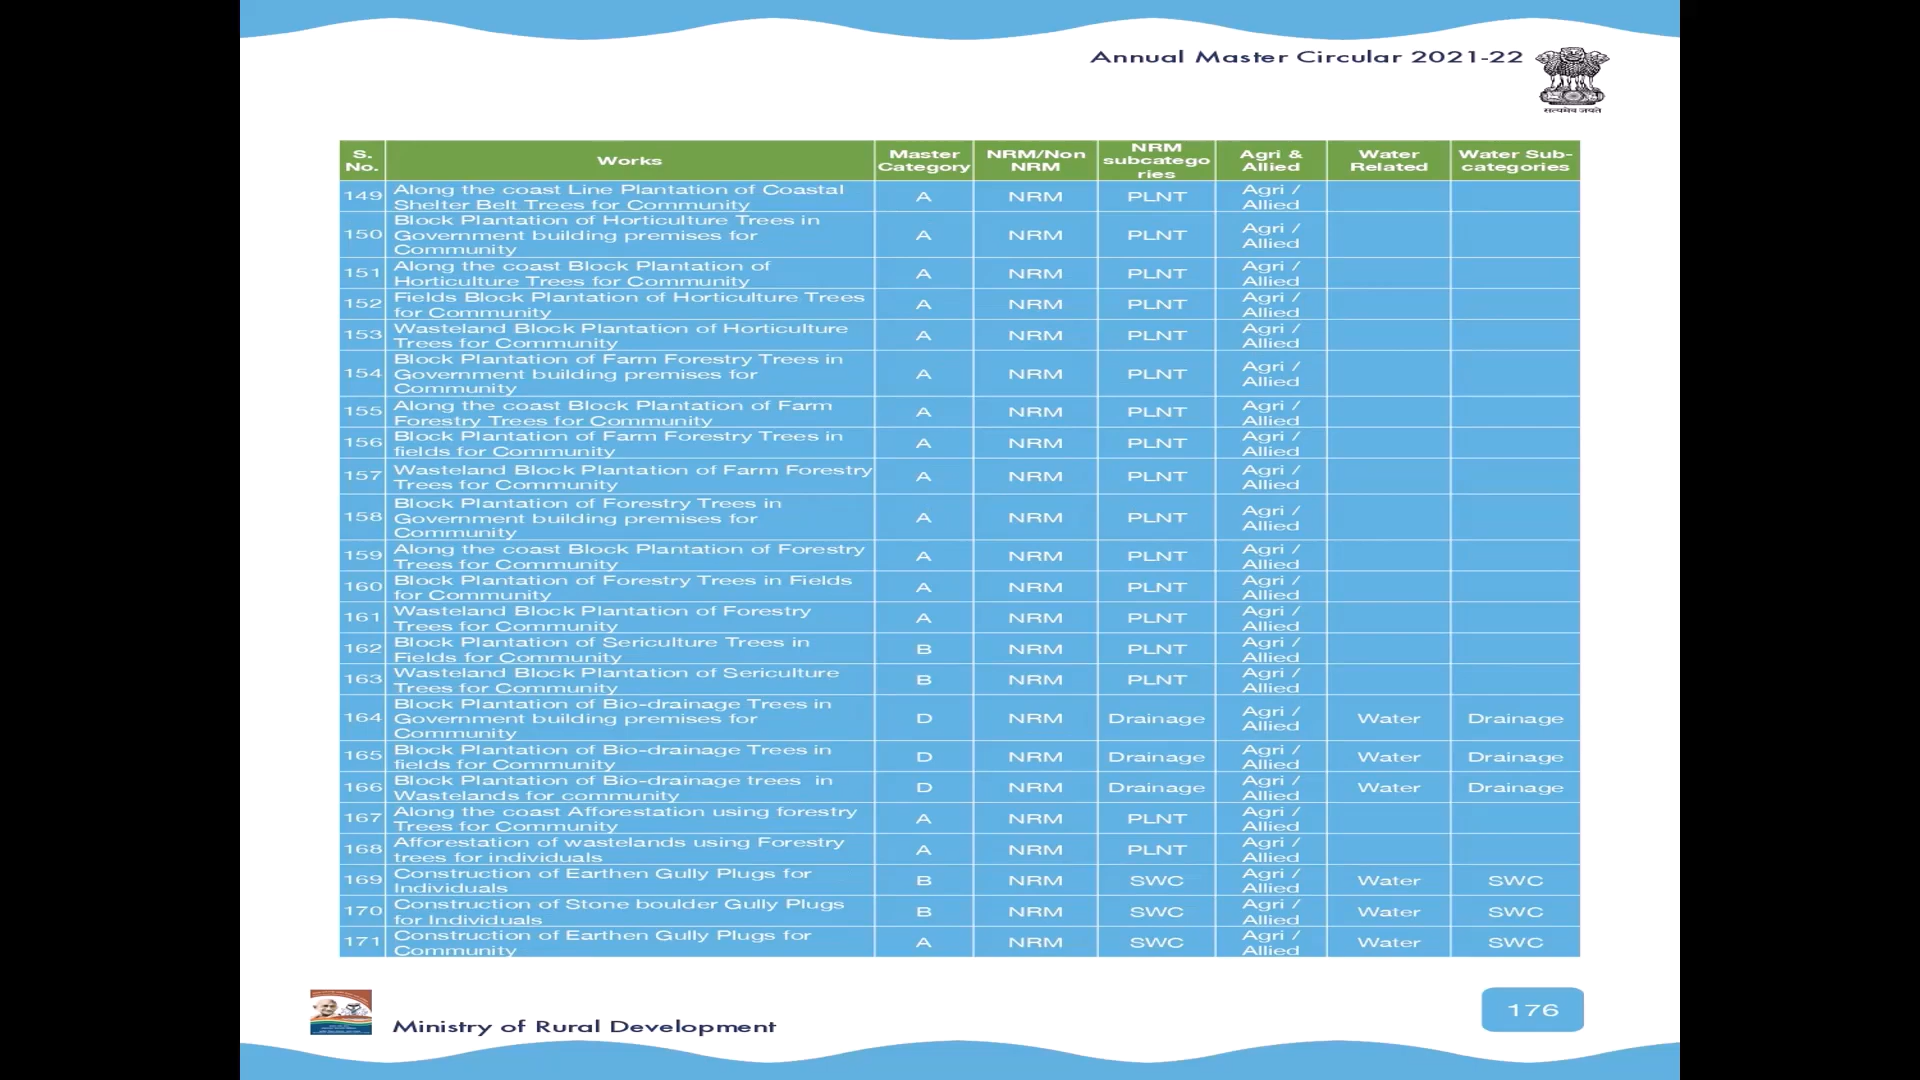 Annual Master Circular 2021-22
सत्यमेव जयते
S. No. Works Master Category NRM/Non NRM NRM subcatego ries Agri & Allied Water Related Water Sub-categories
149 Along the coast Line Plantation of Coastal Shelter Belt Trees for Community A NRM PLNT Agri / Allied
150 Block Plantation of Horticulture Trees in Government building premises for Community A NRM PLNT Agri / Allied
151 Along the coast Block Plantation of Horticulture Trees for Community A NRM PLNT Agri / Allied
152 Fields Block Plantation of Horticulture Trees for Community A NRM PLNT Agri / Allied
153 Wasteland Block Plantation of Horticulture Trees for Community A NRM PLNT Agri / Allied
154 Block Plantation of Farm Forestry Trees in Government building premises for Community A NRM PLNT Agri / Allied
155 Along the coast Block Plantation of Farm Forestry Trees for Community A NRM PLNT Agri / Allied
156 Block Plantation of Farm Forestry Trees in fields for Community A NRM PLNT Agri / Allied
157 Wasteland Block Plantation of Farm Forestry Trees for Community A NRM PLNT Agri / Allied
158 Block Plantation of Forestry Trees in Government building premises for Community A NRM PLNT Agri / Allied
159 Along the coast Block Plantation of Forestry Trees for Community A NRM PLNT Agri / Allied
160 Block Plantation of Forestry Trees in Fields for Community A NRM PLNT Agri / Allied
161 Wasteland Block Plantation of Forestry Trees for Community A NRM PLNT Agri / Allied
162 Block Plantation of Sericulture Trees in Fields for Community B NRM PLNT Agri / Allied
163 Wasteland Block Plantation of Sericulture Trees for Community B NRM PLNT Agri / Allied
164 Block Plantation of Bio-drainage Trees in Government building premises for Community D NRM Drainage Agri / Allied Water Drainage
165 Block Plantation of Bio-drainage Trees in fields for Community D NRM Drainage Agri / Allied Water Drainage
166 Block Plantation of Bio-drainage trees in Wastelands for community D NRM Drainage Agri / Allied Water Drainage
167 Along the coast Afforestation using forestry Trees for Community A NRM PLNT Agri / Allied
168 Afforestation of wastelands using Forestry trees for individuals A NRM PLNT Agri / Allied
169 Construction of Earthen Gully Plugs for Individuals B NRM SWC Agri / Allied Water SWC
170 Construction of Stone boulder Gully Plugs for Individuals B NRM SWC Agri / Allied Water SWC
171 Construction of Earthen Gully Plugs for Community A NRM SWC Agri / Allied Water SWC
Ministry of Rural Development
176